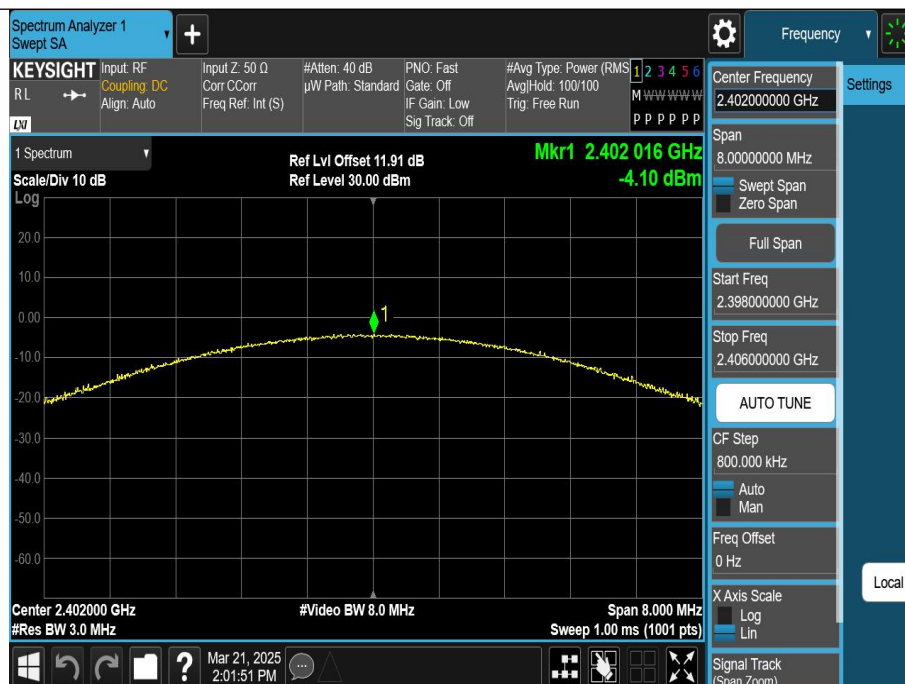 Spectrum Analyzer 1
Swept SA
Frequency
KEYSIGHT
R L
LXI
Input: RF
Coupling: DC
Align: Auto
Input Z: 50 Ω
Corr CCorr
Freq Ref: Int (S)
#Atten: 40 dB
µW Path: Standard
PNO: Fast
Gate: Off
IF Gain: Low
Sig Track: Off
#Avg Type: Power (RMS
Avg|Hold: 100/100
Trig: Free Run
1 2 3 4 5 6
M W W W W W
P P P P P P
Center Frequency
2.402000000 GHz
Settings
1 Spectrum
Scale/Div 10 dB
Log
Ref Lvl Offset 11.91 dB
Ref Level 30.00 dBm
Mkr1 2.402 016 GHz
-4.10 dBm
Span
8.00000000 MHz
Swept Span
Zero Span
Full Span
Start Freq
2.398000000 GHz
Stop Freq
2.406000000 GHz
AUTO TUNE
CF Step
800.000 kHz
Auto
Man
Freq Offset
0 Hz
X Axis Scale
Log
Lin
Signal Track
(Span Zoom)
Local
20.0
10.0
0.00
1
-10.0
-20.0
-30.0
-40.0
-50.0
-60.0
Center 2.402000 GHz
#Video BW 8.0 MHz
Span 8.000 MHz
#Res BW 3.0 MHz
Sweep 1.00 ms (1001 pts)
?
Mar 21, 2025
2:01:51 PM